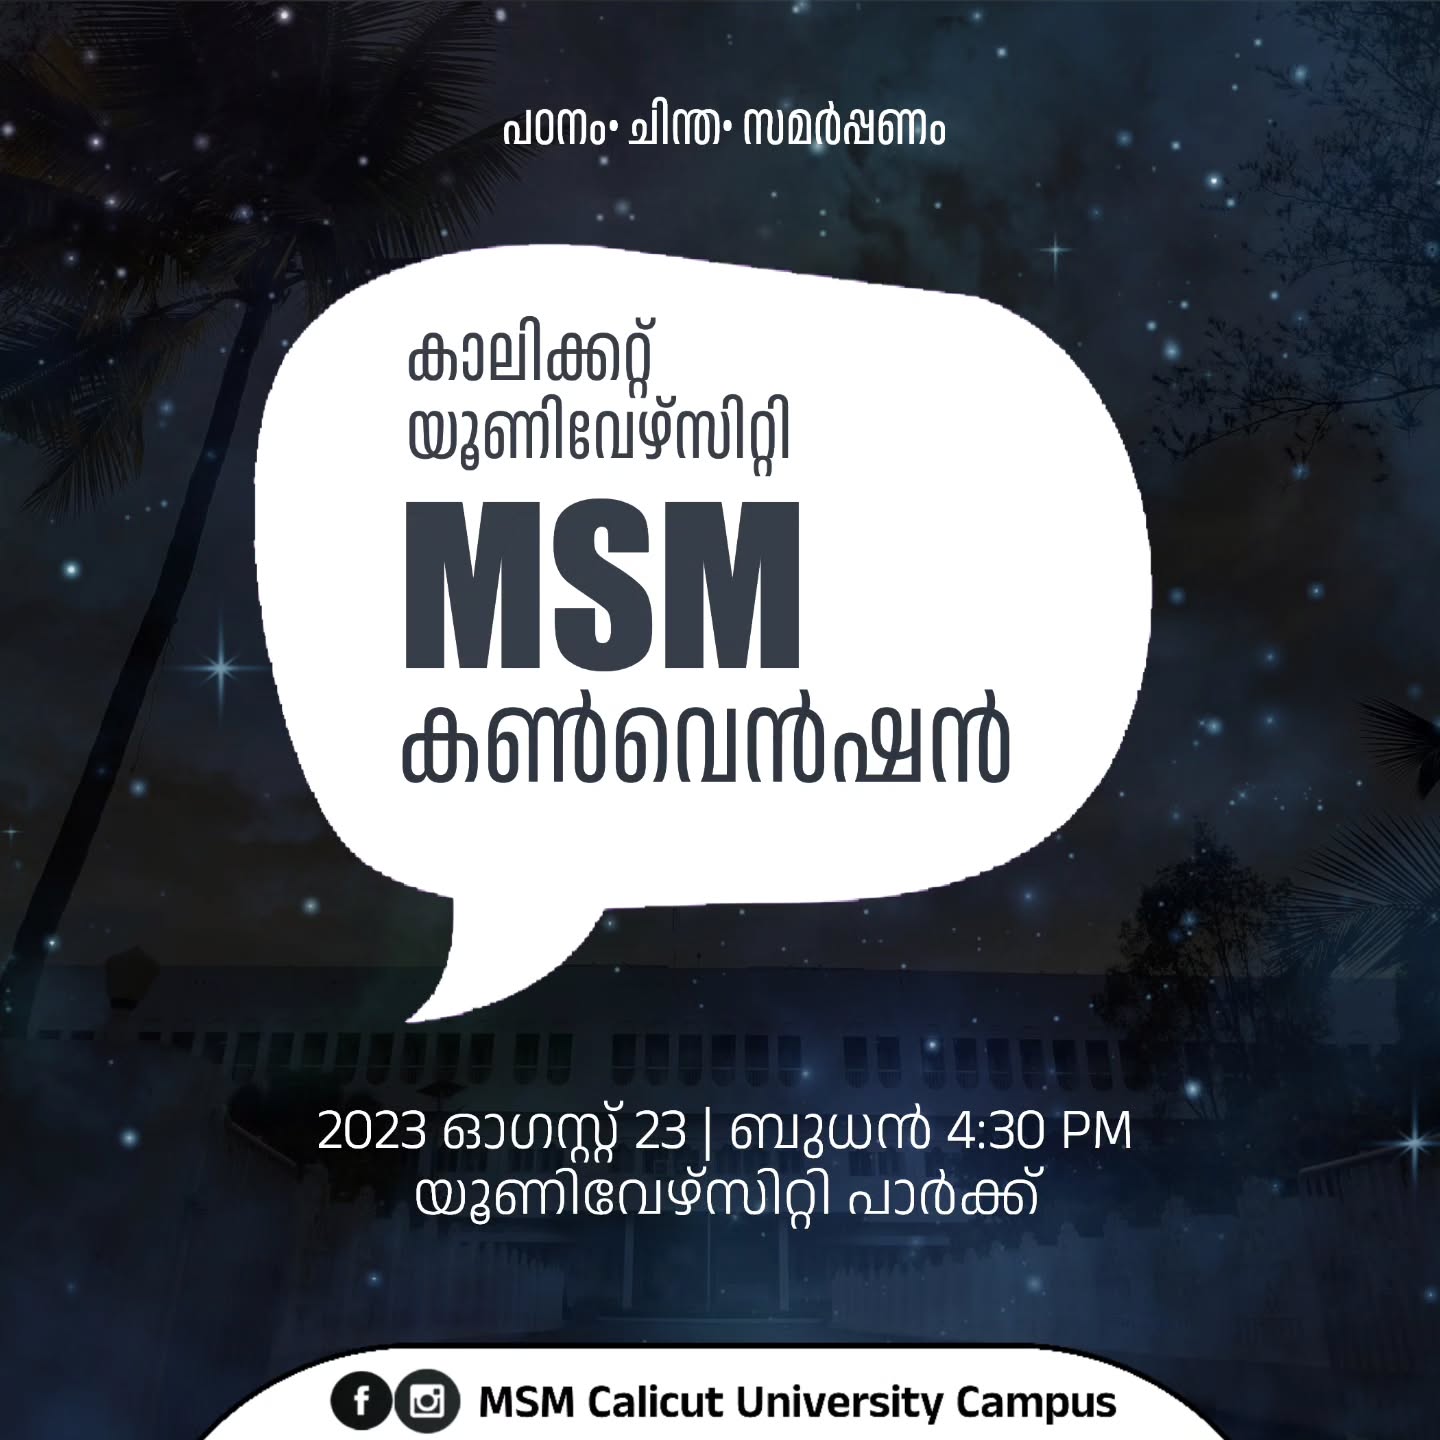 പഠനം• ചിന്ത• സമർപ്പണം
കാലിക്കറ്റ്
യൂണിവേഴ്സിറ്റി
MSM
കൺവെൻഷൻ
2023 ഓഗസ്റ്റ് 23 | ബുധൻ 4:30 PM
യൂണിവേഴ്സിറ്റി പാർക്ക്
MSM Calicut University Campus